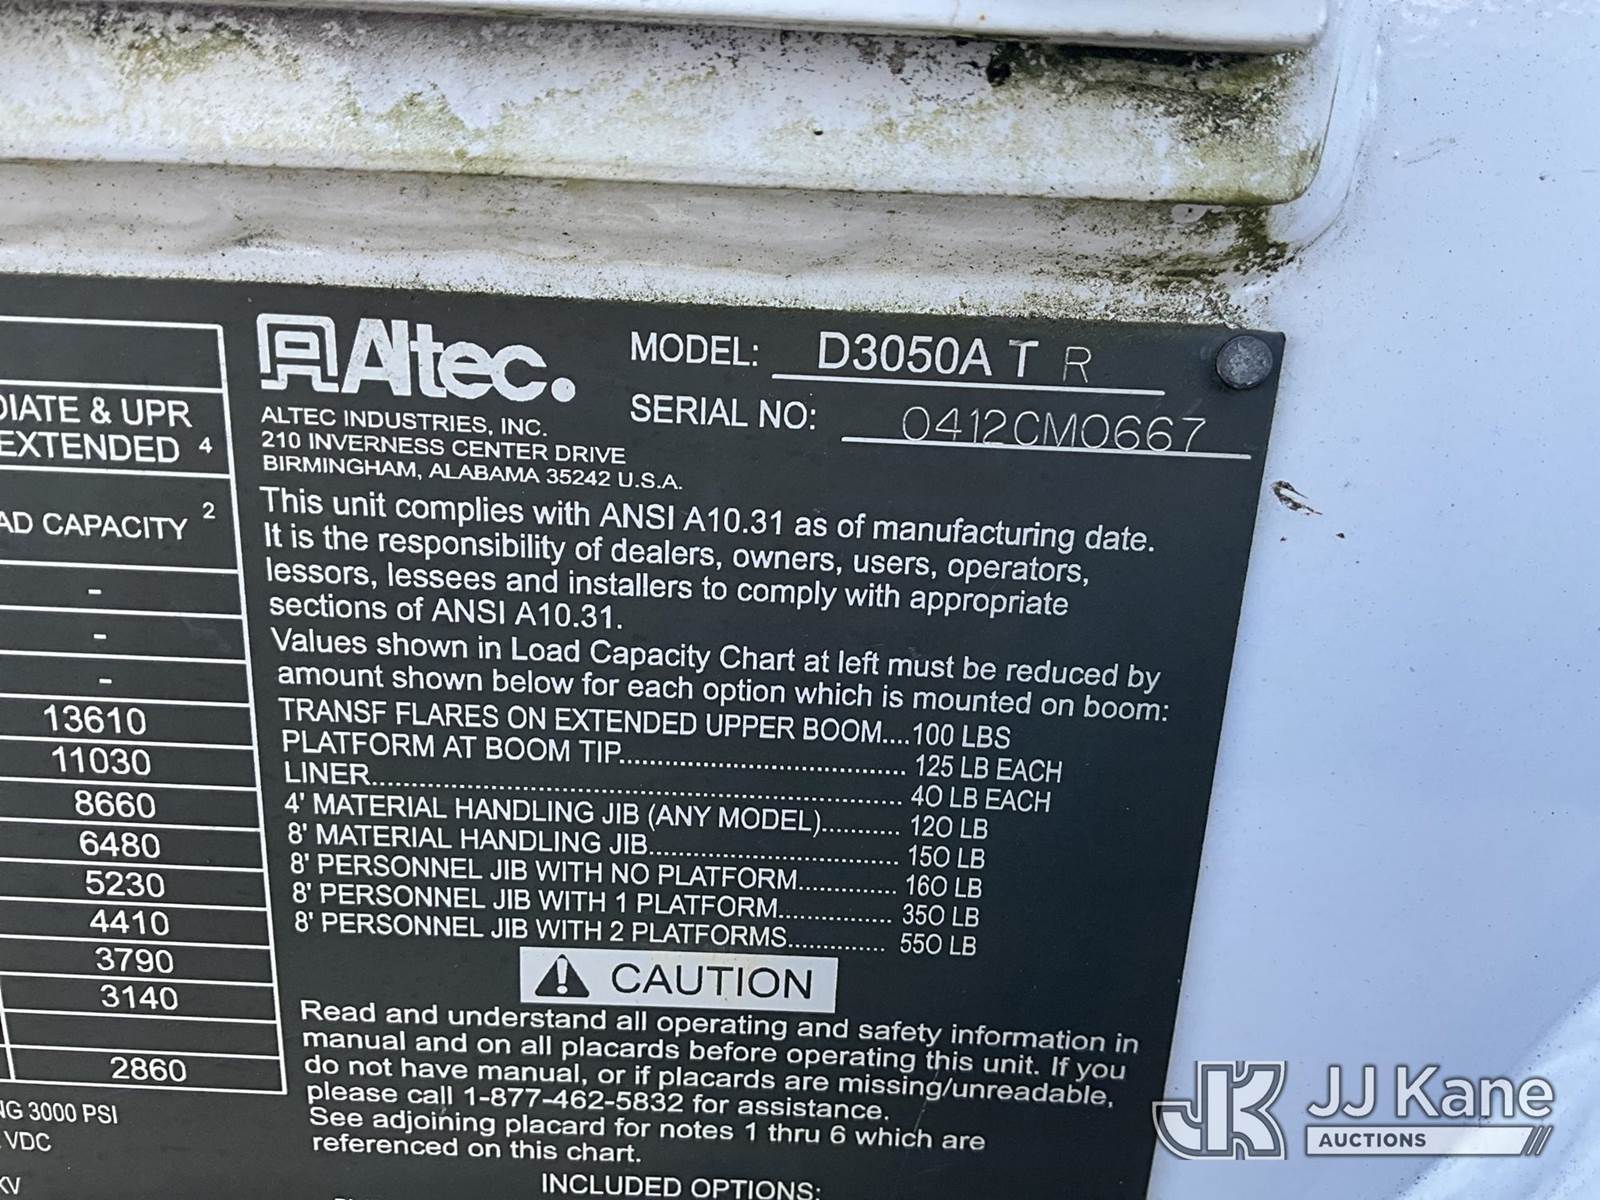 DIATE & UPR
EXTENDED 4
AD CAPACITY 2
-
-
-
13610
11030
8660
6480
5230
4410
3790
3140
2860
3000 PSI
VDC
KV
Altec.
ALTEC INDUSTRIES, INC.
210 INVERNESS CENTER DRIVE
BIRMINGHAM, ALABAMA 35242 U.S.A.
MODEL: D3050A T R
SERIAL NO: 0412CM0667
This unit complies with ANSI A10.31 as of manufacturing date.
It is the responsibility of dealers, owners, users, operators,
lessors, lessees and installers to comply with appropriate
sections of ANSI A10.31.
Values shown in Load Capacity Chart at left must be reduced by
amount shown below for each option which is mounted on boom:
TRANSF FLARES ON EXTENDED UPPER BOOM....100 LBS
PLATFORM AT BOOM TIP........................................ 125 LB EACH
LINER.......................................................................... 40 LB EACH
4' MATERIAL HANDLING JIB (ANY MODEL)........... 120 LB
8' MATERIAL HANDLING JIB.................................. 150 LB
8' PERSONNEL JIB WITH NO PLATFORM.............. 160 LB
8' PERSONNEL JIB WITH 1 PLATFORM................ 350 LB
8' PERSONNEL JIB WITH 2 PLATFORMS.............. 550 LB
CAUTION
Read and understand all operating and safety information in
manual and on all placards before operating this unit. If you
do not have manual, or if placards are missing/unreadable,
please call 1-877-462-5832 for assistance.
See adjoining placard for notes 1 thru 6 which are
referenced on this chart.
INCLUDED OPTIONS:
JK JJ Kane
AUCTIONS